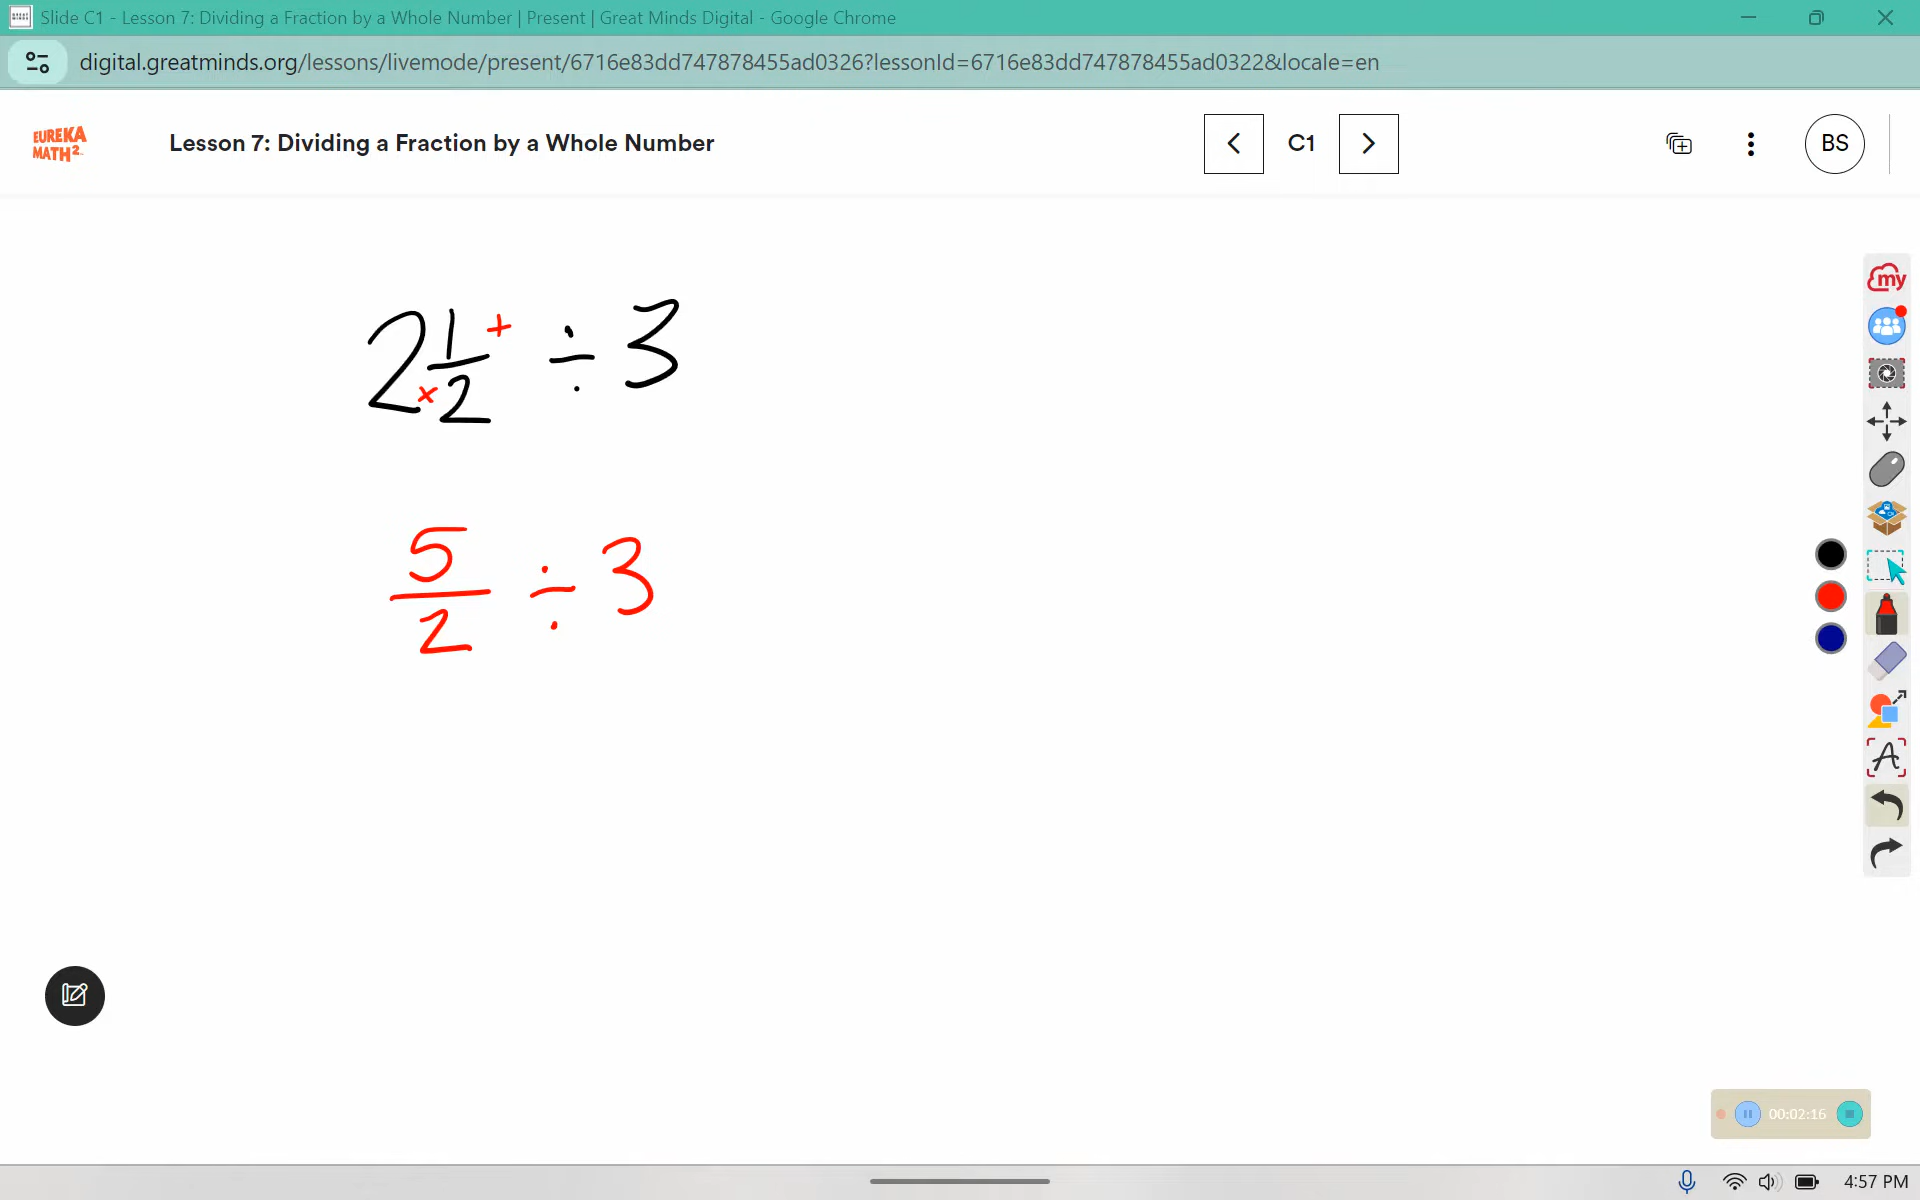 Slide C1 - Lesson 7: Dividing a Fraction by a Whole Number | Present | Great Minds Digital - Google Chrome
digital.greatminds.org/lessons/livemode/present/6716e83dd747878455ad0326?lessonId=6716e83dd747878455ad0322&locale=en
EUREKA MATH²
Lesson 7: Dividing a Fraction by a Whole Number
C1
BS
my
2 1/2 ÷ 3
+
×
5/2 ÷ 3
A
00:02:16
4:57 PM